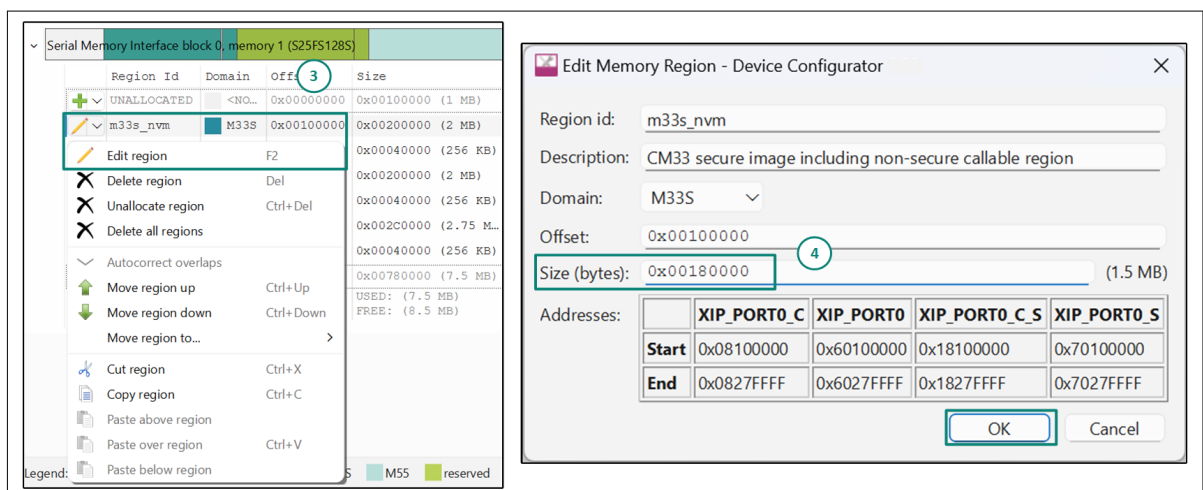 Serial Memory Interface block 0, memory 1 (S25FS128S)
Region Id Domain Offs 3 Size
UNALLOCATED <NO… 0x00000000 0x00100000 (1 MB)
m33s_nvm M33S 0x00100000 0x00200000 (2 MB)
Edit region F2 0x00040000 (256 KB)
Delete region Del 0x00200000 (2 MB)
Unallocate region Ctrl+Del 0x00040000 (256 KB)
Delete all regions 0x002C0000 (2.75 M…
0x00040000 (256 KB)
Autocorrect overlaps 0x00780000 (7.5 MB)
Move region up Ctrl+Up USED: (7.5 MB)
Move region down Ctrl+Down FREE: (8.5 MB)
Move region to...
Cut region Ctrl+X
Copy region Ctrl+C
Paste above region
Paste over region Ctrl+V
Paste below region
Legend: S M55 reserved
Edit Memory Region - Device Configurator
Region id: m33s_nvm
Description: CM33 secure image including non-secure callable region
Domain: M33S
Offset: 0x00100000
4
Size (bytes): 0x00180000 (1.5 MB)
Addresses: XIP_PORT0_C XIP_PORT0 XIP_PORT0_C_S XIP_PORT0_S
Start 0x08100000 0x60100000 0x18100000 0x70100000
End 0x0827FFFF 0x6027FFFF 0x1827FFFF 0x7027FFFF
OK Cancel